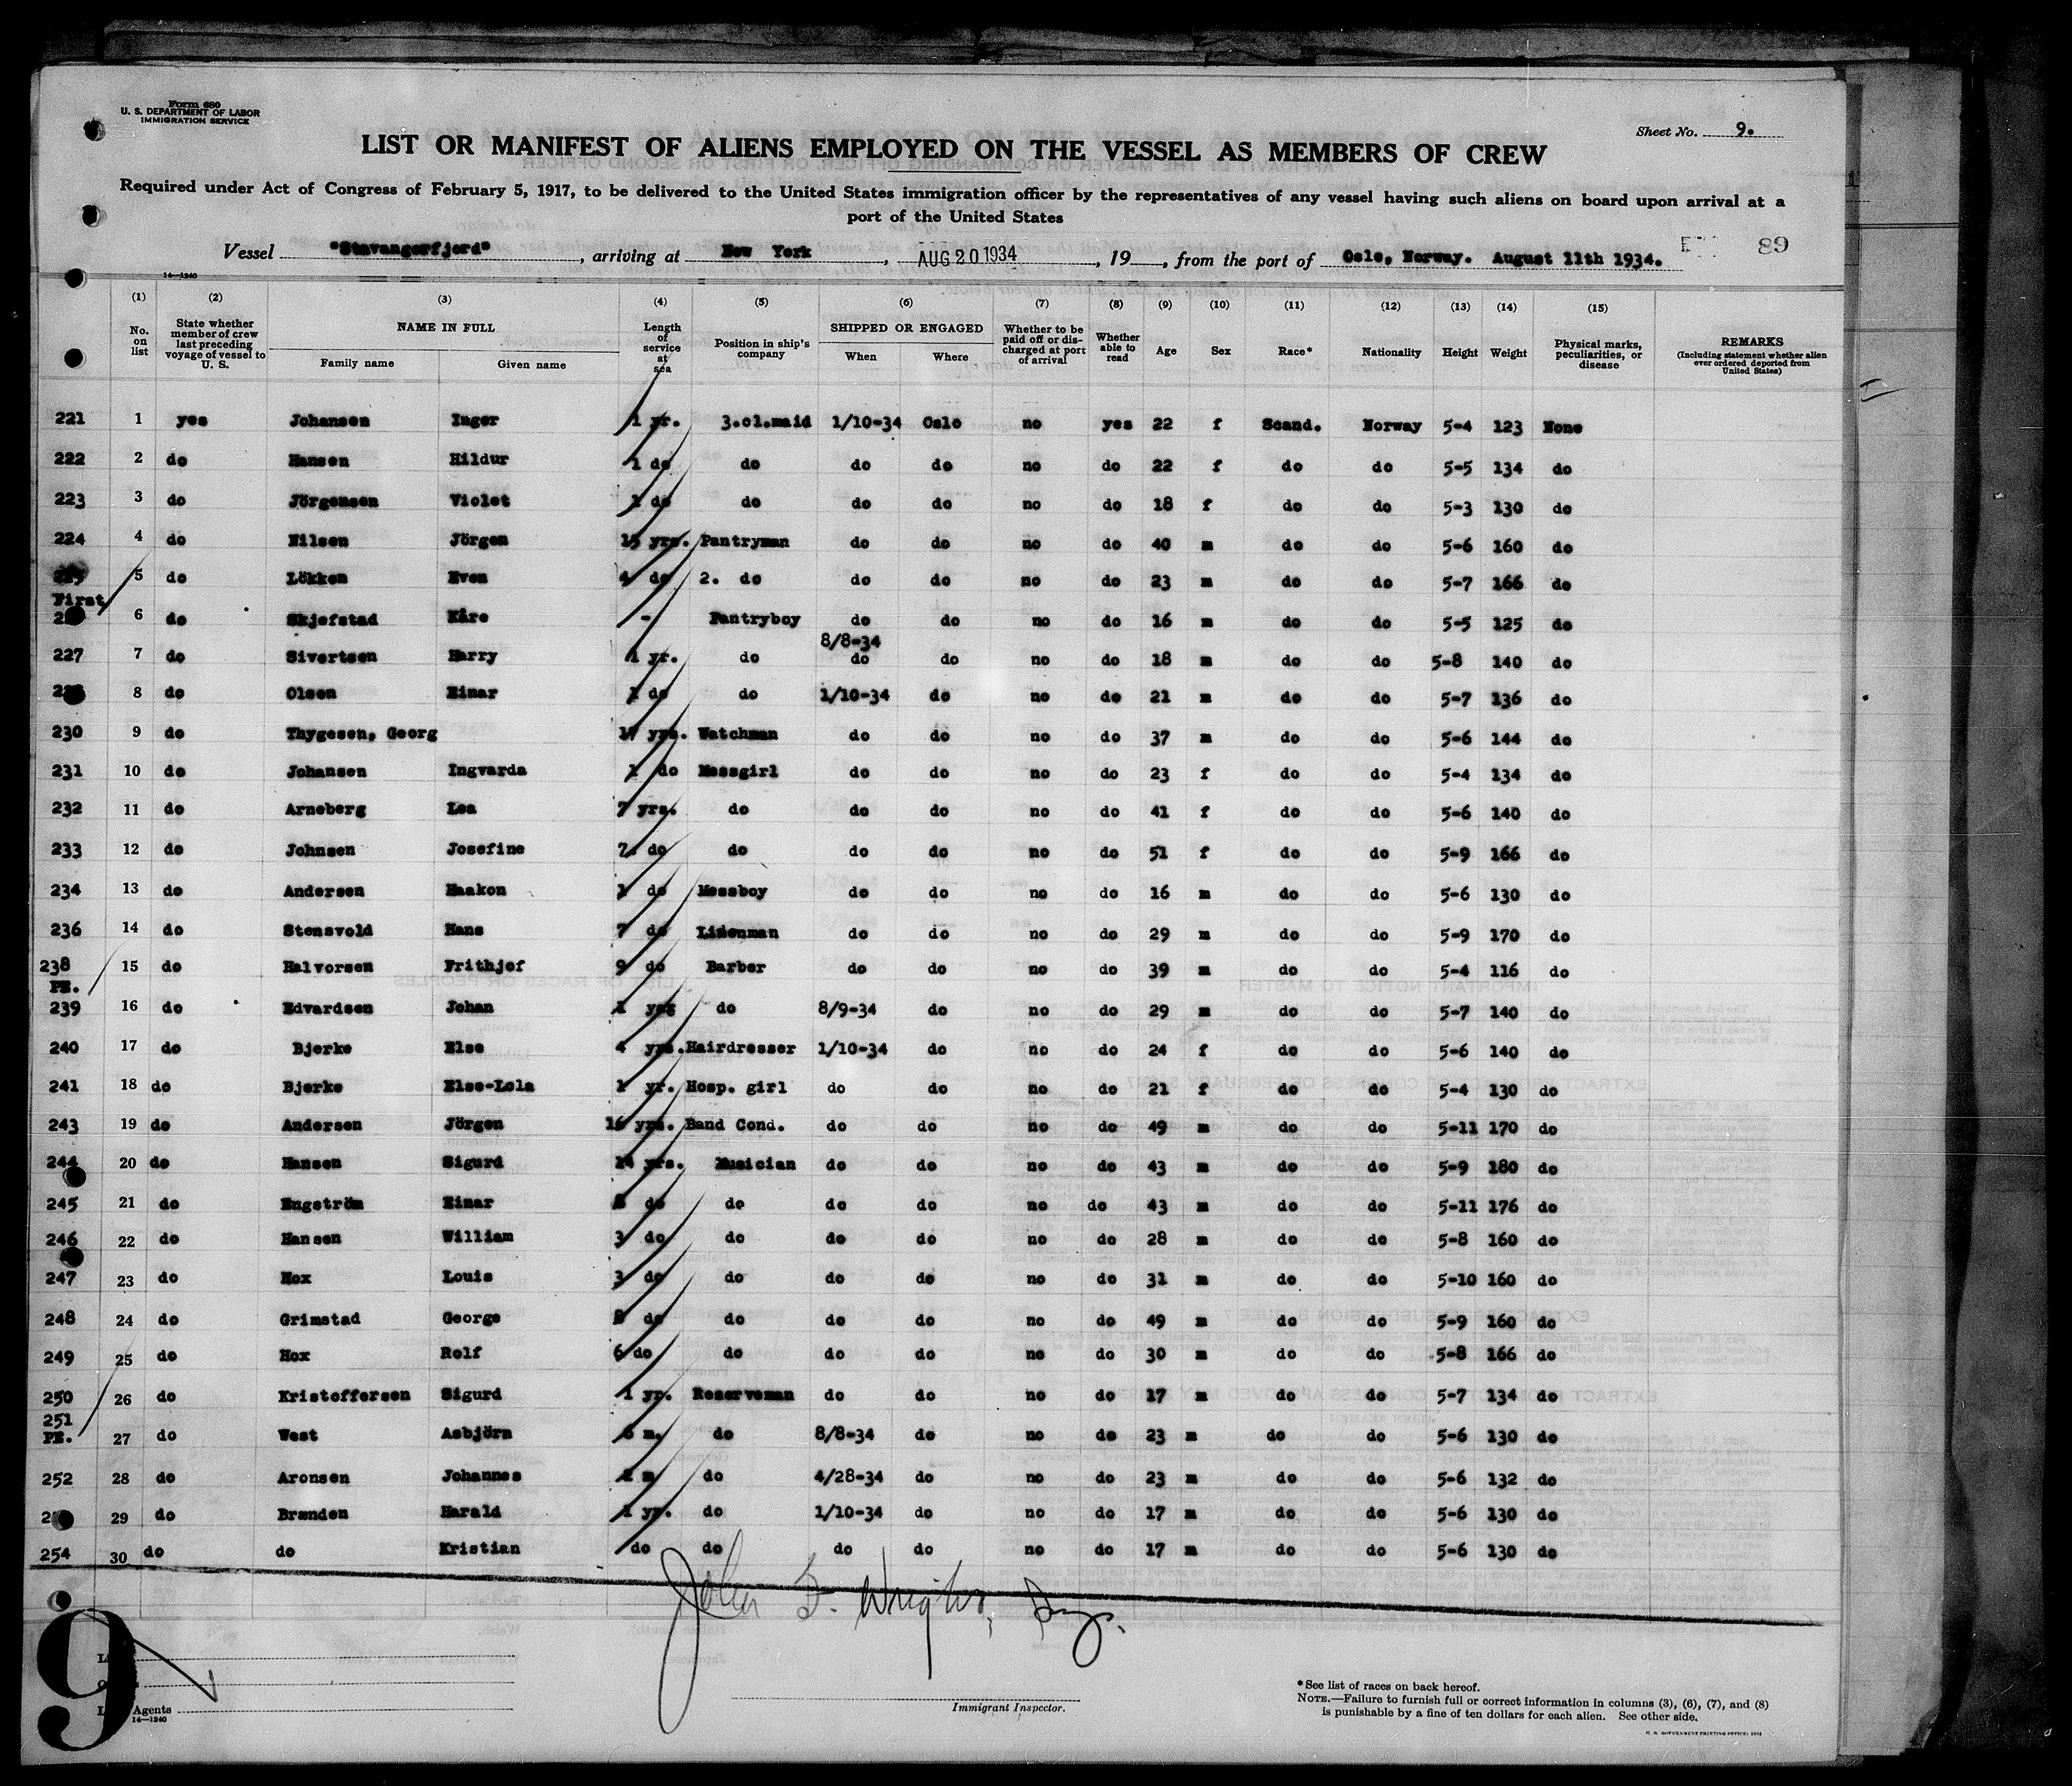 Form 680
U. S. DEPARTMENT OF LABOR
IMMIGRATION SERVICE
Sheet No. 9.
LIST OR MANIFEST OF ALIENS EMPLOYED ON THE VESSEL AS MEMBERS OF CREW
Required under Act of Congress of February 5, 1917, to be delivered to the United States immigration officer by the representatives of any vessel having such aliens on board upon arrival at a
port of the United States
Vessel "Stavangerfjord", arriving at New York, AUG 20 1934, 19, from the port of Oslo, Norway. August 11th 1934. 89
14—1240
(1) (2) (3) (4) (5) (6) (7) (8) (9) (10) (11) (12) (13) (14) (15)
No. on list State whether member of crew last preceding voyage of vessel to U. S. NAME IN FULL Family name Given name Length of service at sea Position in ship's company SHIPPED OR ENGAGED When Where Whether to be paid off or discharged at port of arrival Whether able to read Age Sex Race* Nationality Height Weight Physical marks, peculiarities, or disease REMARKS (Including statement whether alien ever ordered deported from United States)
221 1 yes Johansen Inger 1 yr. 3.cl.maid 1/10-34 Oslo no yes 22 f Scand. Norway 5-4 123 None
222 2 do Hansen Hildur 1 do do do do no do 22 f do do 5-5 134 do
223 3 do Jörgensen Violet 1 do do do do no do 18 f do do 5-3 130 do
224 4 do Nilsen Jörgen 15 yrs. Pantryman do do no do 40 m do do 5-6 160 do
5 do Lökken Even 4 do 2. do do do no do 23 m do do 5-7 166 do
First
6 do Skjefstad Kåre - Pantryboy do do no do 16 m do do 5-5 125 do
8/8-34
227 7 do Sivertsen Harry 1 yr. do do do no do 18 m do do 5-8 140 do
8 do Olsen Einar 1 do do 1/10-34 do no do 21 m do do 5-7 136 do
230 9 do Thygesen, Georg 17 yrs. Watchman do do no do 37 m do do 5-6 144 do
231 10 do Johansen Ingvarda 1 do Messgirl do do no do 23 f do do 5-4 134 do
232 11 do Arneberg Lea 7 yrs. do do do no do 41 f do do 5-6 140 do
233 12 do Johnsen Josefine 7. do do do do no do 51 f do do 5-9 166 do
234 13 do Andersen Haakon 1 do Messboy do do no do 16 m do do 5-6 130 do
236 14 do Stensvold Hans 7 do Linenman do do no do 29 m do do 5-9 170 do
238 15 do Halvorsen Frithjof 9 do Barber do do no do 39 m do do 5-4 116 do
PE.
239 16 do Edvardsen Johan 1 do 8/9-34 do no do 29 m do do 5-7 140 do
240 17 do Bjerke Else 4 yrs. Hairdresser 1/10-34 do no do 24 f do do 5-6 140 do
241 18 do Bjerke Else-Lola 1 yr. Hosp. girl do do no do 21 f do do 5-4 130 do
243 19 do Andersen Jörgen yrs. Band Cond. do do no do 49 m do do 5-11 170 do
244 20 do Hansen Sigurd 14 yrs. Musician do do no do 43 m do do 5-9 180 do
245 21 do Engström Einar do do do do no do 43 m do do 5-11 176 do
246 22 do Hansen William 3 do do do do no do 28 m do do 5-8 160 do
247 23 do Hox Louis 3 do do do do no do 31 m do do 5-10 160 do
248 24 do Grimstad George 8 do do do do no do 49 m do do 5-9 160 do
249 25 do Hox Rolf 6 do do do do no do 30 m do do 5-8 166 do
250 26 do Kristoffersen Sigurd 1 yr. Reserveman do do no do 17 m do do 5-7 134 do
251
PE. 27 do West Asbjörn 6 m. do 8/8-34 do no do 23 m do do 5-6 130 do
252 28 do Aronsen Johannes m do 4/28-34 do no do 23 m do do 5-6 132 do
29 do Brænden Harald 1 yr. do 1/10-34 do no do 17 m do do 5-6 130 do
254 30 do do Kristian do do do do no do 17 m do do 5-6 130 do
John F. Wright, Insp.
9
Agents
14—1240
Immigrant Inspector.
*See list of races on back hereof.
NOTE.—Failure to furnish full or correct information in columns (3), (6), (7), and (8)
is punishable by a fine of ten dollars for each alien. See other side.